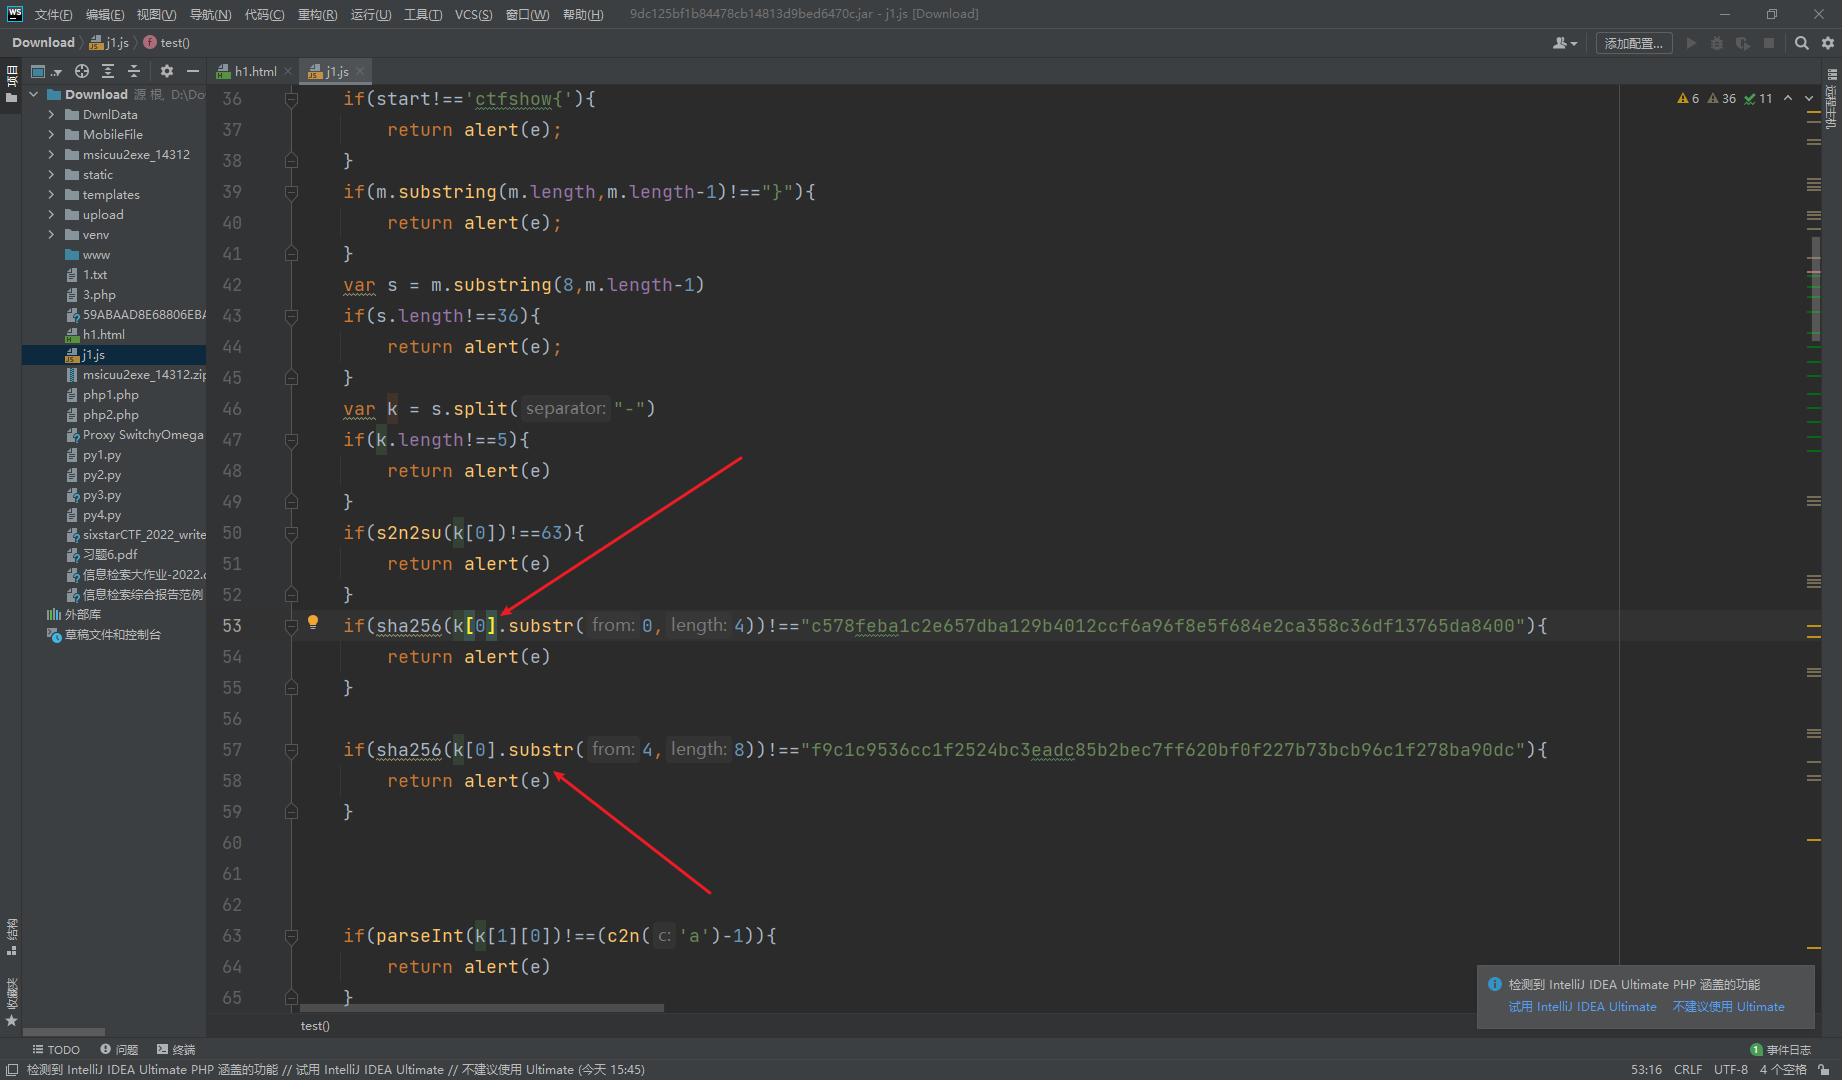 WS 文件(F) 编辑(E) 视图(V) 导航(N) 代码(C) 重构(R) 运行(U) 工具(T) VCS(S) 窗口(W) 帮助(H) 9dc125bf1b84478cb14813d9bed6470c.jar - j1.js [Download]
Download j1.js test() 添加配置...
项目
h1.html j1.js
Download 源根, D:\Do
DwnlData
MobileFile
msicuu2exe_14312
static
templates
upload
venv
www
1.txt
3.php
59ABAAD8E68806EBA
h1.html
j1.js
msicuu2exe_14312.zip
php1.php
php2.php
Proxy SwitchyOmega
py1.py
py2.py
py3.py
py4.py
sixstarCTF_2022_write
习题6.pdf
信息检索大作业-2022.
信息检索综合报告范例
外部库
草稿文件和控制台
结构
收藏夹
6 36 11
远程主机
36 if(start!=='ctfshow{'){
37 return alert(e);
38 }
39 if(m.substring(m.length,m.length-1)!=="}"){
40 return alert(e);
41 }
42 var s = m.substring(8,m.length-1)
43 if(s.length!==36){
44 return alert(e);
45 }
46 var k = s.split( separator: "-")
47 if(k.length!==5){
48 return alert(e)
49 }
50 if(s2n2su(k[0])!==63){
51 return alert(e)
52 }
53 if(sha256(k[0].substr( from: 0, length: 4))!=="c578feba1c2e657dba129b4012ccf6a96f8e5f684e2ca358c36df13765da8400"){
54 return alert(e)
55 }
56
57 if(sha256(k[0].substr( from: 4, length: 8))!=="f9c1c9536cc1f2524bc3eadc85b2bec7ff620bf0f227b73bcb96c1f278ba90dc"){
58 return alert(e)
59 }
60
61
62
63 if(parseInt(k[1][0])!==(c2n( c: 'a')-1)){
64 return alert(e)
65 }
test()
检测到 IntelliJ IDEA Ultimate PHP 涵盖的功能
试用 IntelliJ IDEA Ultimate 不建议使用 Ultimate
TODO 问题 终端 1 事件日志
检测到 IntelliJ IDEA Ultimate PHP 涵盖的功能 // 试用 IntelliJ IDEA Ultimate // 不建议使用 Ultimate (今天 15:45) 53:16 CRLF UTF-8 4 个空格